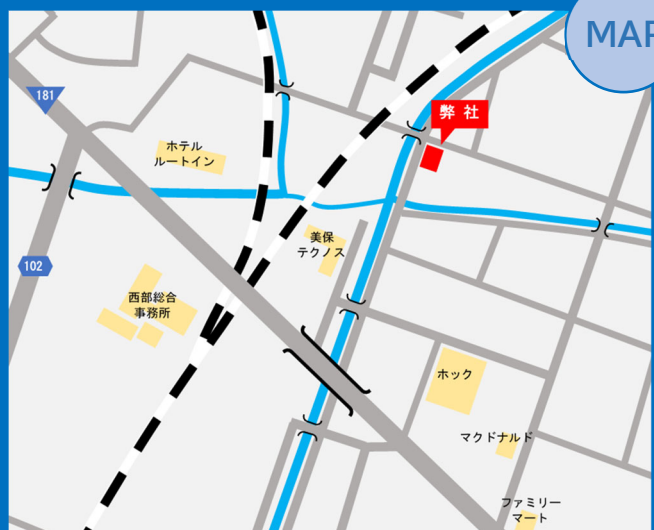 MAP
181
弊 社
ホテル
ルートイン
美保
テクノス
102
西部総合
事務所
ホック
マクドナルド
ファミリー
マート